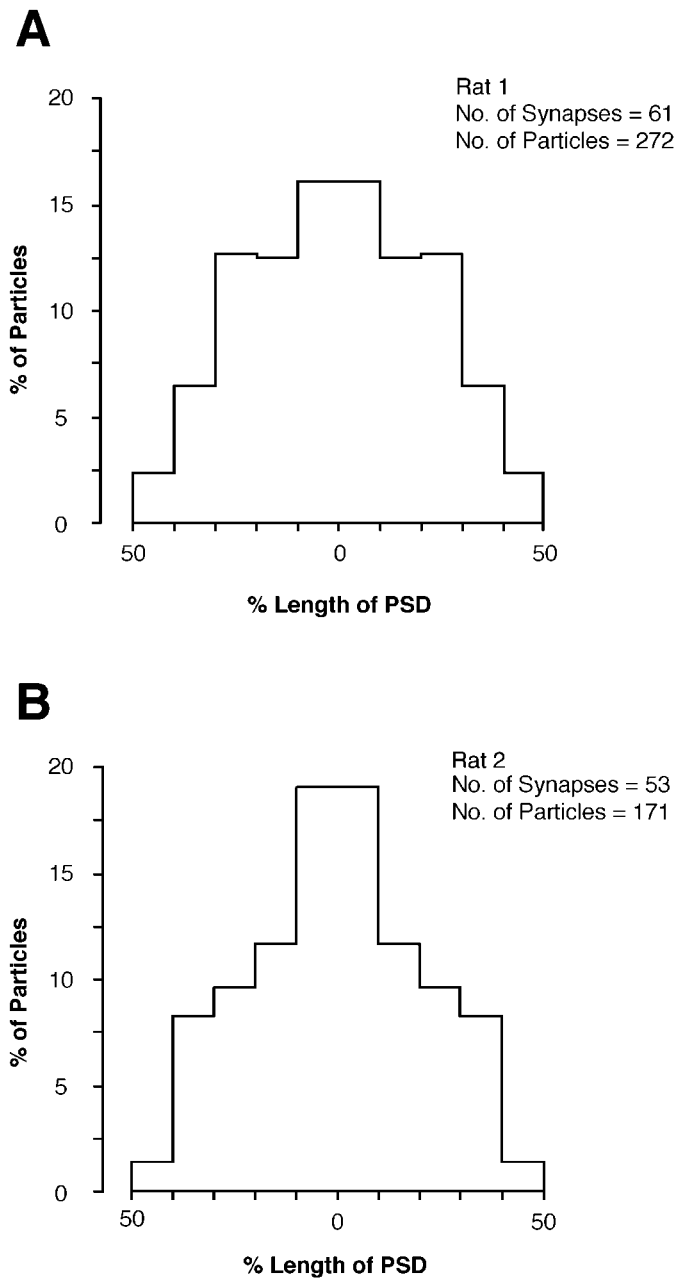 A
Rat 1
No. of Synapses = 61
No. of Particles = 272
20
15
10
5
0
% of Particles
50
0
50
% Length of PSD
B
Rat 2
No. of Synapses = 53
No. of Particles = 171
20
15
10
5
0
% of Particles
50
0
50
% Length of PSD